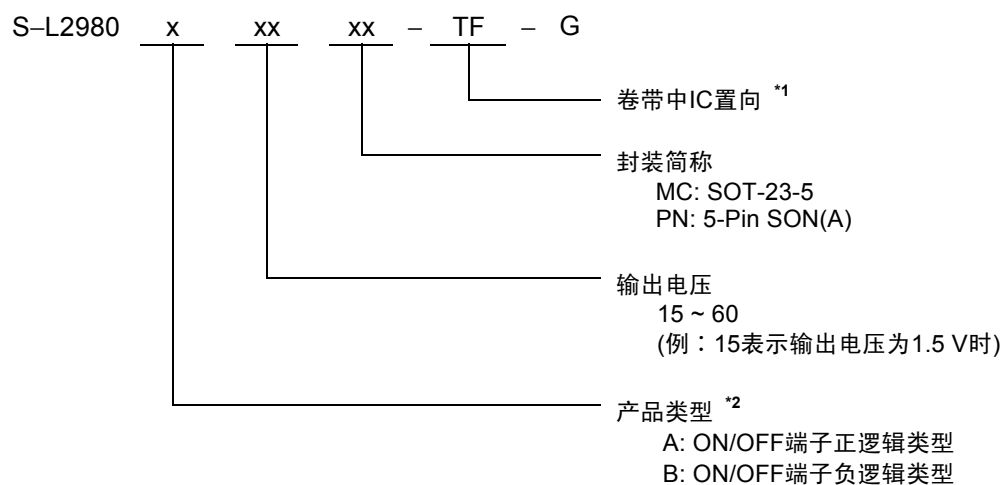 S–L2980 x xx xx – TF – G
卷带中IC置向 *1
封装简称
MC: SOT-23-5
PN: 5-Pin SON(A)
输出电压
15 ~ 60
(例：15表示输出电压为1.5 V时)
产品类型 *2
A: ON/OFF端子正逻辑类型
B: ON/OFF端子负逻辑类型